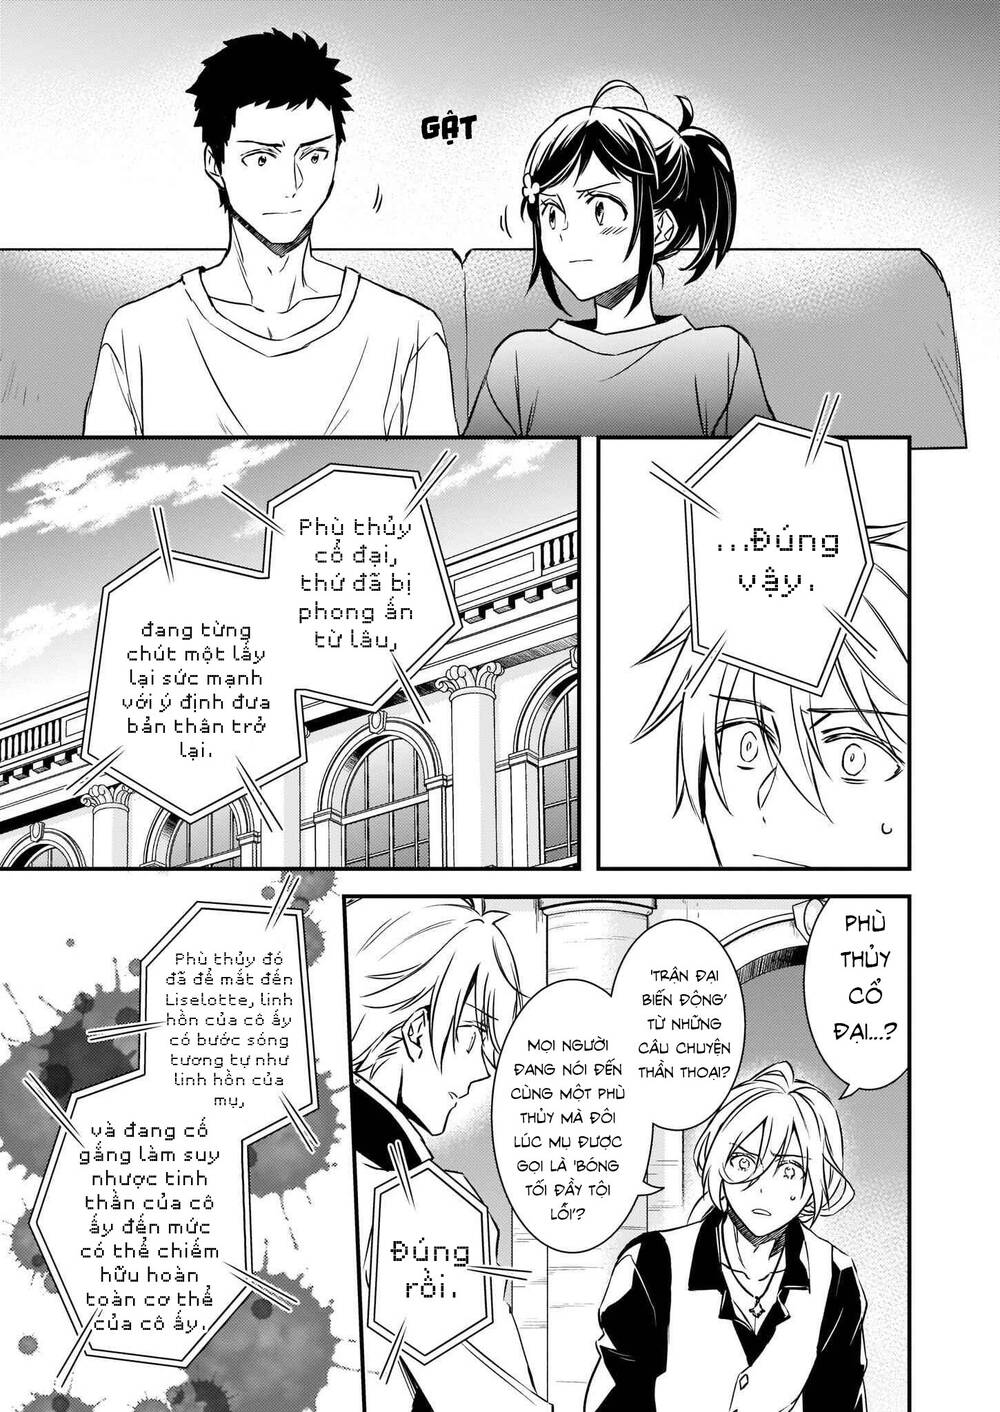 GẬT
...Đúng
vậy.
Phù thủy
cổ đại,
thứ đã bị
phong ấn
từ lâu,
đang từng
chút một lấy
lại sức mạnh
với ý định đưa
bản thân trở
lại.
PHÙ
THỦY
CỔ
ĐẠI...?
'TRẬN ĐẠI
BIẾN ĐỘNG'
TỪ NHỮNG
CÂU CHUYỆN
THẦN THOẠI?
MỌI NGƯỜI
ĐANG NÓI ĐẾN
CÙNG MỘT PHÙ
THỦY MÀ ĐÔI
LÚC MỤ ĐƯỢC
GỌI LÀ 'BÓNG
TỐI ĐẦY TỘI
LỖI'?
Đúng
rồi.
Phù thủy đó
đã để mắt đến
Liselotte, linh
hồn của cô ấy
có bước sóng
tương tự như
linh hồn của
mụ,
và đang cố
gắng làm suy
nhược tinh
thần của cô
ấy đến mức
có thể chiếm
hữu hoàn
toàn cơ thể
của cô ấy.